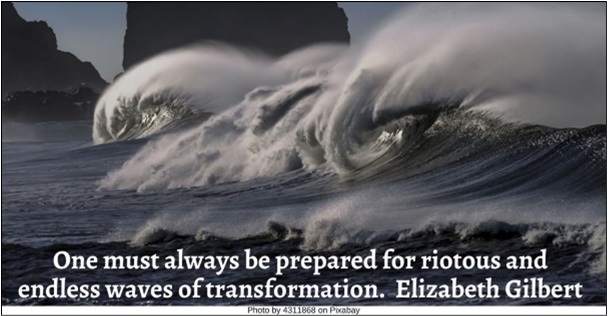 One must always be prepared for riotous and
endless waves of transformation.  Elizabeth Gilbert
Photo by 4311868 on Pixabay